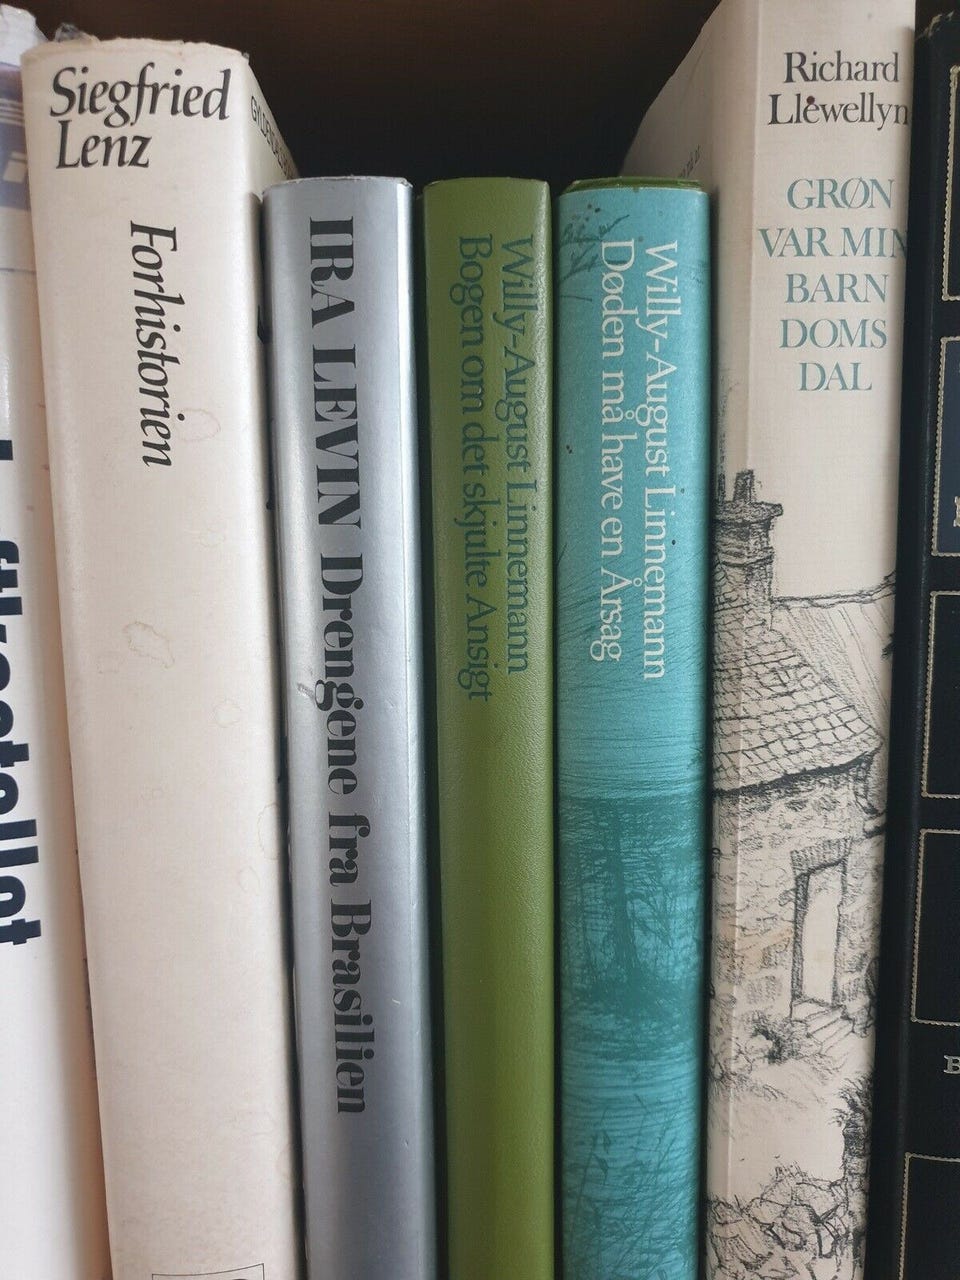 Siegfried
Lenz
Forhistorien
IRA LEVIN Drengene fra Brasilien
Willy-August Linnemann
Bogen om det skjulte Ansigt
Willy-August Linnemann
Døden må have en Årsag
Richard
Llewellyn
GRØN
VAR MIN
BARN
DOMS
DAL